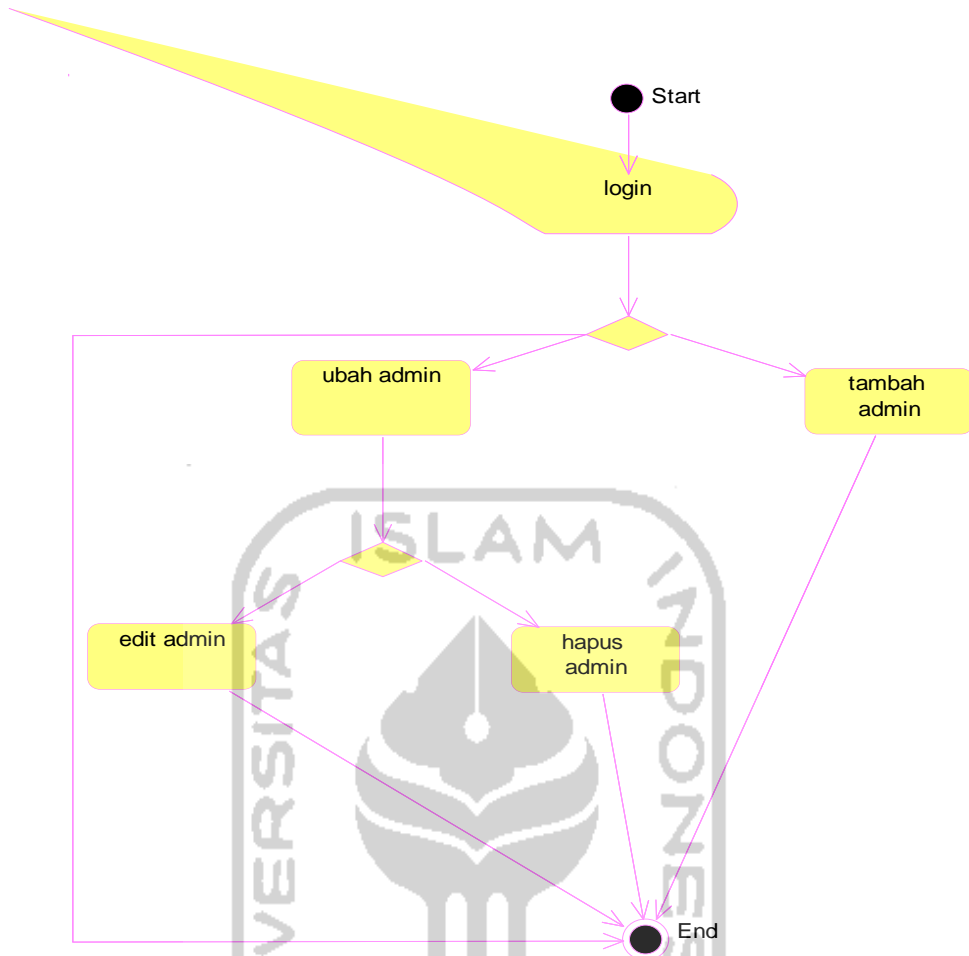 Start
login
ubah admin
tambah
admin
ISLAM
edit admin
hapus
admin
VERSITAS
INDONES
End